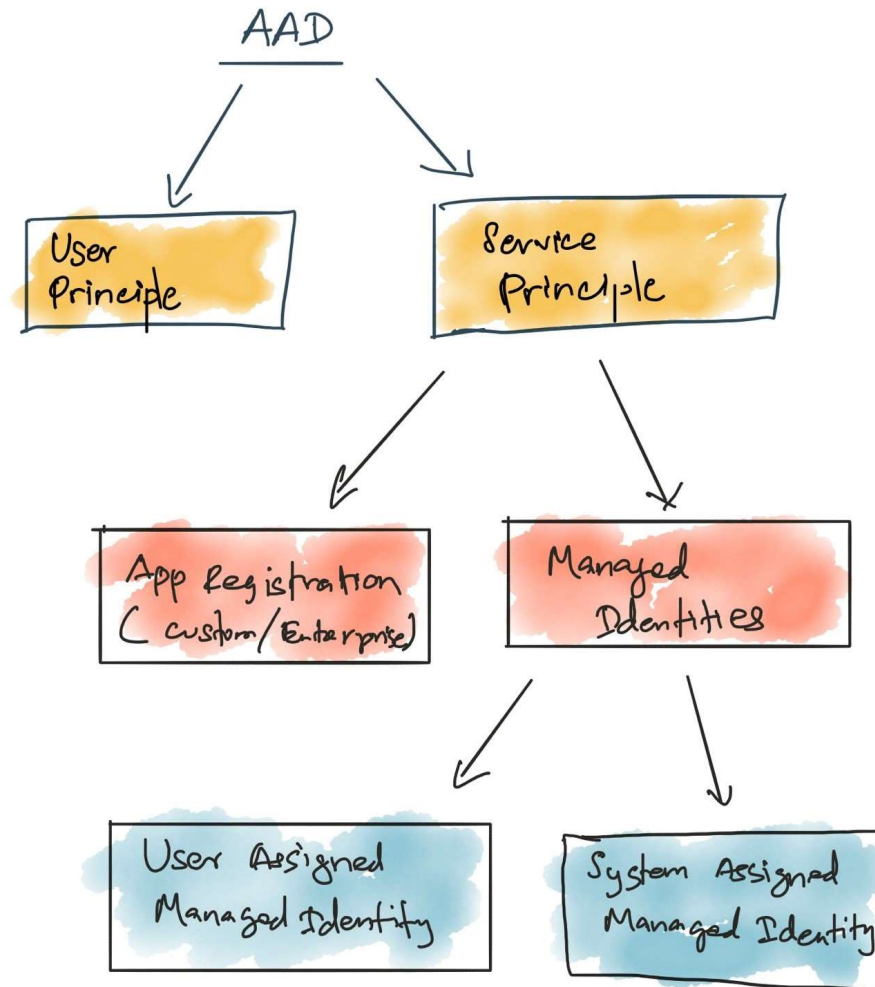 AAD
User
Principle
Service
Principle
App Registration
( custom / Enterprise)
Managed
Identities
User Assigned
Managed Identity
System Assigned
Managed Identity